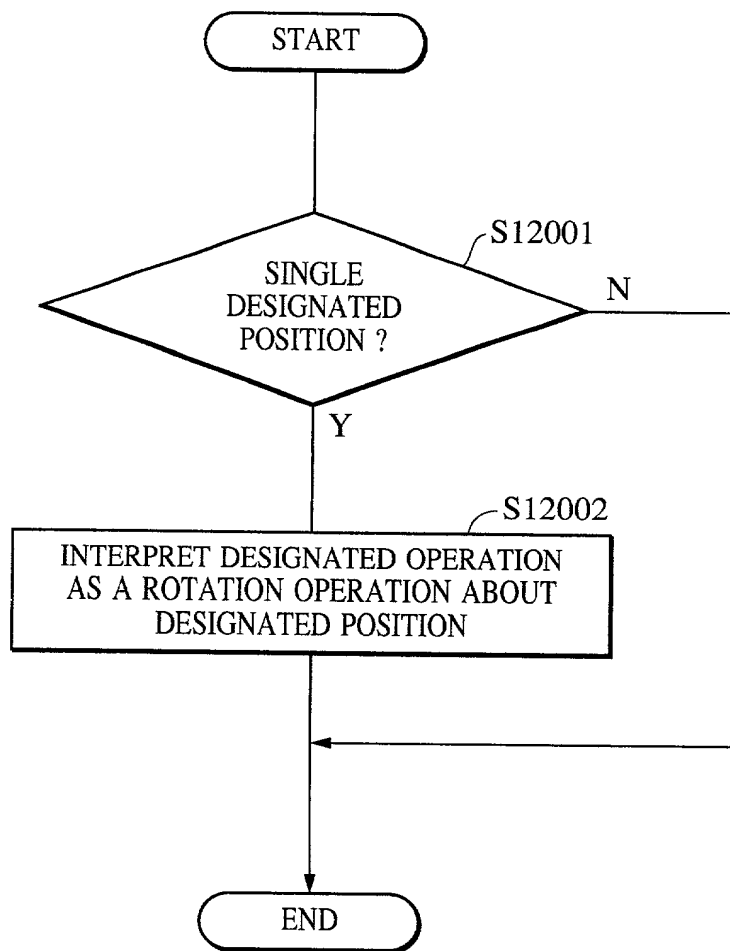 START
S12001
SINGLE
DESIGNATED
POSITION ?
N
Y
S12002
INTERPRET DESIGNATED OPERATION
AS A ROTATION OPERATION ABOUT
DESIGNATED POSITION
END